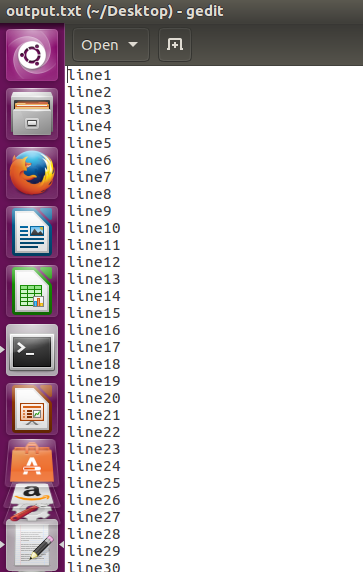 output.txt (~/Desktop) - gedit
Open
line1
line2
line3
line4
line5
line6
line7
line8
line9
line10
line11
line12
line13
line14
line15
line16
line17
line18
line19
line20
line21
line22
line23
line24
line25
line26
line27
line28
line29
line30